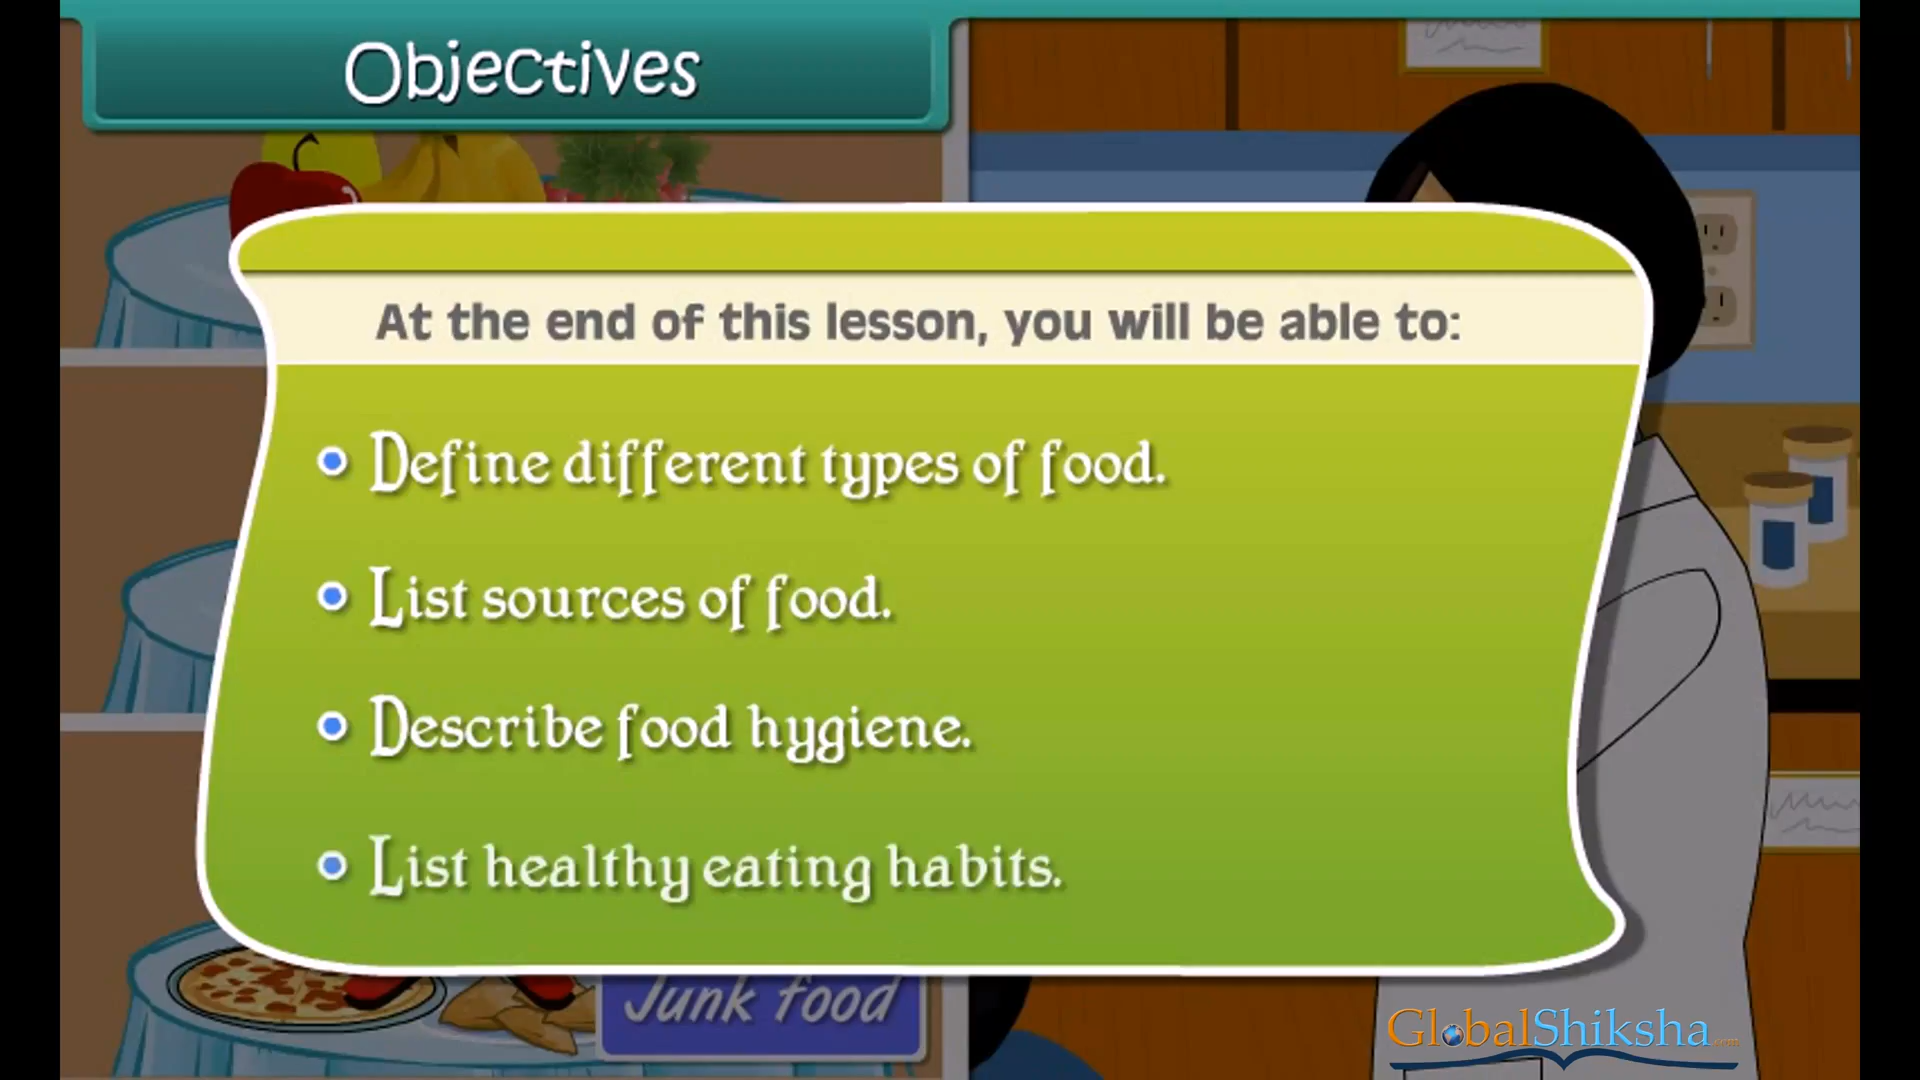 Objectives
At the end of this lesson, you will be able to:
Define different types of food.
List sources of food.
Describe food hygiene.
List healthy eating habits.
Junk food
GlobalShiksha.com